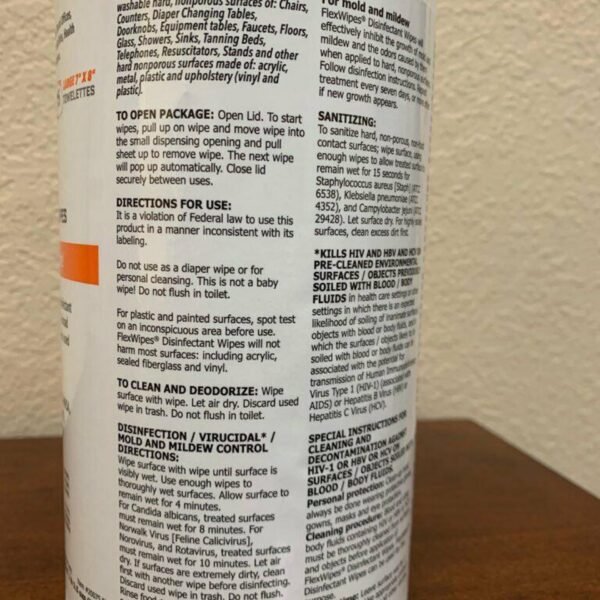 LARGE 7" X 8"
TOWELETTES
washable hard, nonporous surfaces of: Chairs,
Counters, Diaper Changing Tables,
Doorknobs, Equipment tables, Faucets, Floors,
Glass, Showers, Sinks, Tanning Beds,
Telephones, Resuscitators, Stands and other
hard nonporous surfaces made of: acrylic,
metal, plastic and upholstery (vinyl and
plastic).
TO OPEN PACKAGE: Open Lid. To start
wipes, pull up on wipe and move wipe into
the small dispensing opening and pull
sheet up to remove wipe. The next wipe
will pop up automatically. Close lid
securely between uses.
DIRECTIONS FOR USE:
It is a violation of Federal law to use this
product in a manner inconsistent with its
labeling.
Do not use as a diaper wipe or for
personal cleansing. This is not a baby
wipe! Do not flush in toilet.
For plastic and painted surfaces, spot test
on an inconspicuous area before use.
FlexWipes® Disinfectant Wipes will not
harm most surfaces: including acrylic,
sealed fiberglass and vinyl.
TO CLEAN AND DEODORIZE: Wipe
surface with wipe. Let air dry. Discard used
wipe in trash. Do not flush in toilet.
DISINFECTION / VIRUCIDAL* /
MOLD AND MILDEW CONTROL
DIRECTIONS:
Wipe surface with wipe until surface is
visibly wet. Use enough wipes to
thoroughly wet surfaces. Allow surface to
remain wet for 4 minutes.
For Candida albicans, treated surfaces
must remain wet for 8 minutes. For
Norwalk Virus [Feline Calicivirus],
Norovirus, and Rotavirus, treated surfaces
must remain wet for 10 minutes. Let air
dry. If surfaces are extremely dirty, clean
first with another wipe before disinfecting.
Discard used wipe in trash. Do not flush.
Rinse food
For mold and mildew
FlexWipes® Disinfectant Wipes will
effectively inhibit the growth of mold and
mildew and the odors caused by
when applied to hard, nonporous
Follow disinfection instructions. Repeat
treatment every seven days, or
if new growth appears.
SANITIZING:
To sanitize hard, non-porous, non-food
contact surfaces; wipe surface, using
enough wipes to allow treated surface to
remain wet for 15 seconds for
Staphylococcus aureus [Staph] (ATCC
6538), Klebsiella pneumoniae (ATCC
4352), and Campylobacter jejuni (ATCC
29428). Let surface dry. For highly soiled
surfaces, clean excess dirt first.
*KILLS HIV AND HBV AND HCV ON
PRE-CLEANED ENVIRONMENTAL
SURFACES / OBJECTS PREVIOUSLY
SOILED WITH BLOOD / BODY
FLUIDS in health care settings or other
settings in which there is an expected
likelihood of soiling of inanimate surfaces
objects with blood or body fluids, and in
which the surfaces / objects likely to be
soiled with blood or body fluids can be
associated with the potential for
transmission of Human Immunodeficiency
Virus Type 1 (HIV-1) (associated with
AIDS) or Hepatitis B Virus (HBV) or
Hepatitis C Virus (HCV).
SPECIAL INSTRUCTIONS FOR
CLEANING AND
DECONTAMINATION AGAINST
HIV-1 OR HBV OR HCV ON
SURFACES / OBJECTS SOILED WITH
BLOOD / BODY FLUIDS.
Personal protection:
always be done wearing protective
gowns, masks and eye
Cleaning procedure: Blood
body fluids containing
must be thoroughly cleaned
and objects before
FlexWipes® Disinfectant
Disinfectant Wipes can be
purpose.